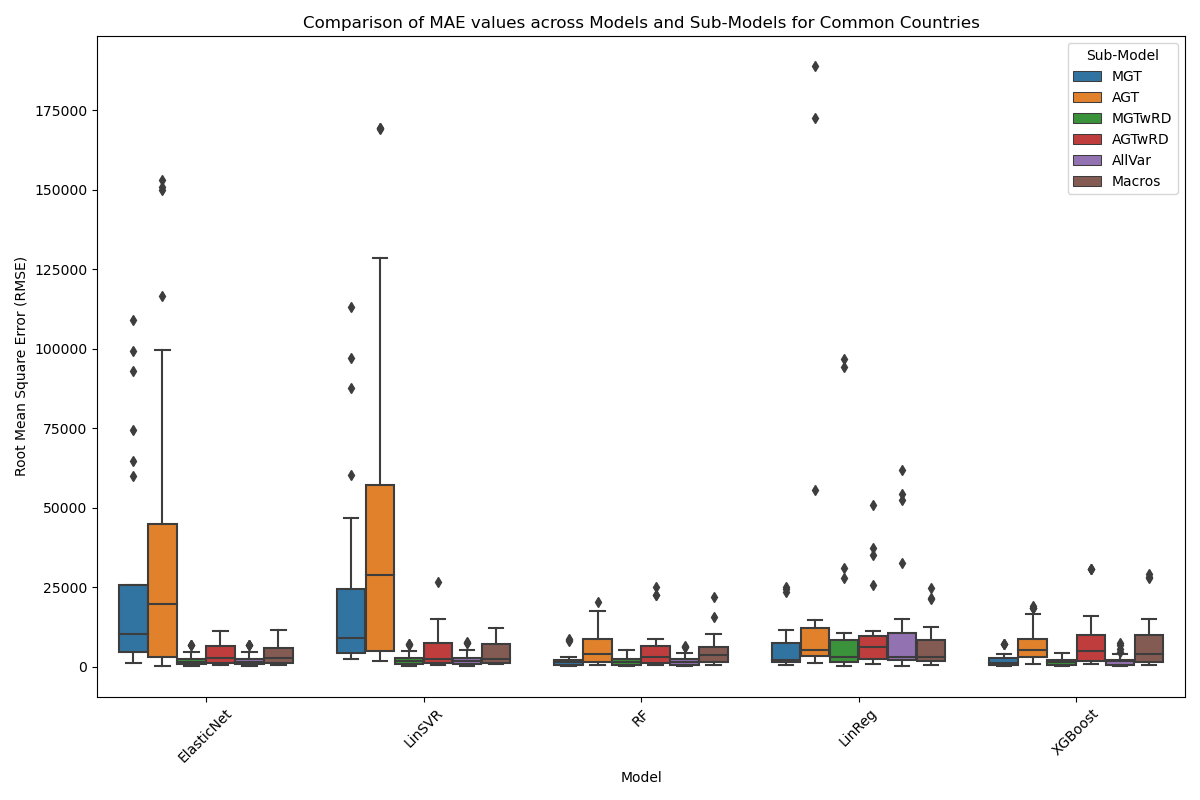 Comparison of MAE values across Models and Sub-Models for Common Countries
Root Mean Square Error (RMSE)
175000
150000
125000
100000
75000
50000
25000
0
Sub-Model
MGT
AGT
MGTwRD
AGTwRD
AllVar
Macros
ElasticNet
LinSVR
RF
LinReg
XGBoost
Model